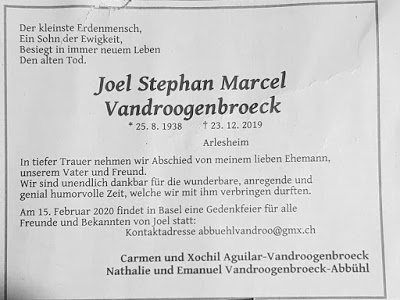 Der kleinste Erdenmensch,
Ein Sohn der Ewigkeit,
Besiegt in immer neuem Leben
Den alten Tod.
Joel Stephan Marcel
Vandroogenbroeck
* 25. 8. 1938 † 23. 12. 2019
Arlesheim
In tiefer Trauer nehmen wir Abschied von meinem lieben Ehemann,
unserem Vater und Freund.
Wir sind unendlich dankbar für die wunderbare, anregende und
genial humorvolle Zeit, welche wir mit ihm verbringen durften.
Am 15. Februar 2020 findet in Basel eine Gedenkfeier für alle
Freunde und Bekannten von Joel statt:
Kontaktadresse abbuehlvandroo@gmx.ch
Carmen und Xochil Aguilar-Vandroogenbroeck
Nathalie und Emanuel Vandroogenbroeck-Abbühl